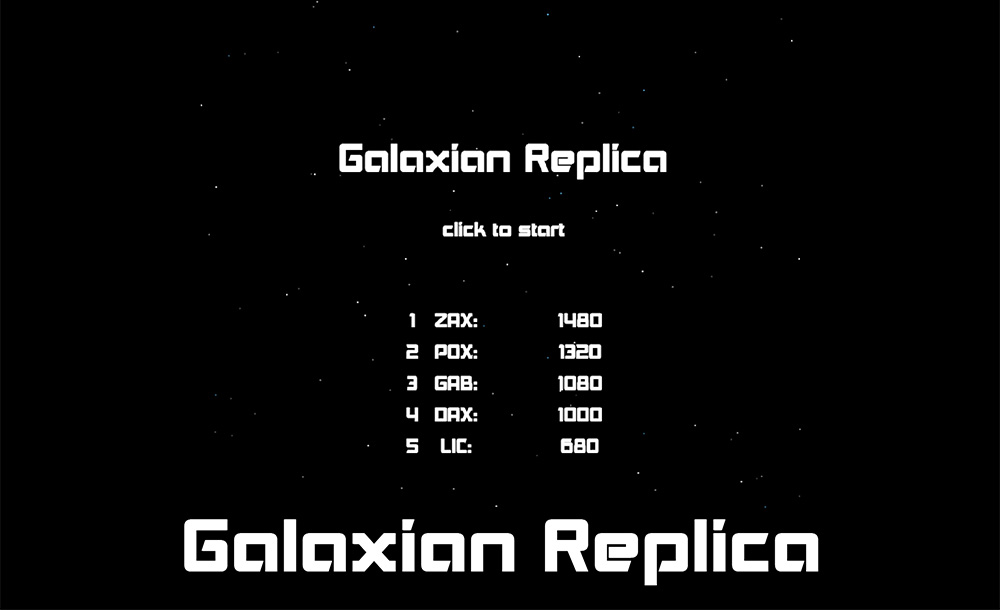 Galaxian Replica
click to start
1 ZAX: 1480
2 POX: 1320
3 GAB: 1080
4 DAX: 1000
5 LIC: 680
Galaxian Replica